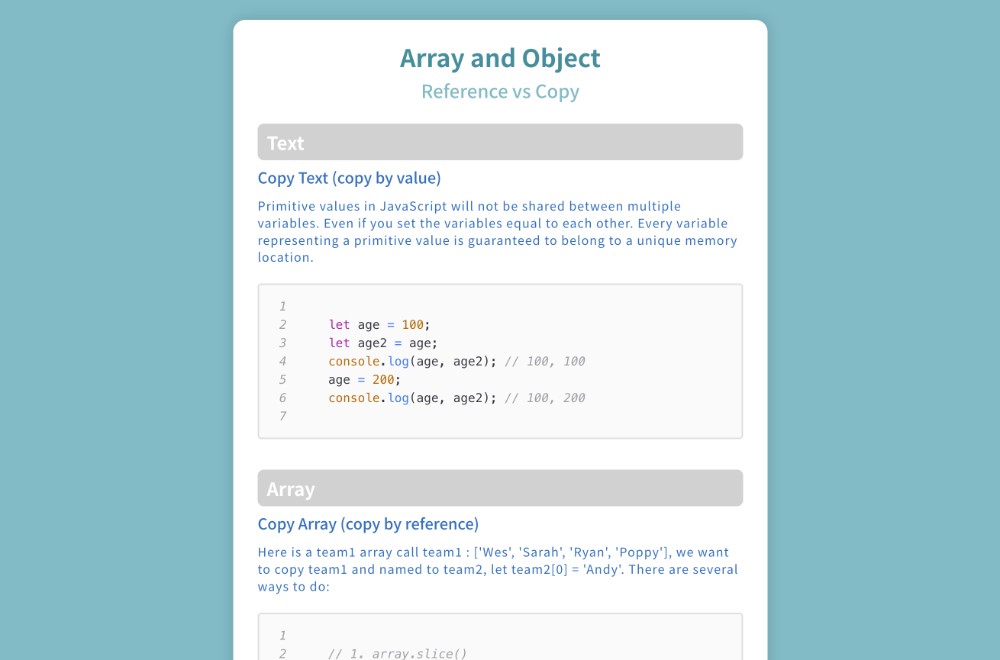 Array and Object
Reference vs Copy
Text
Copy Text (copy by value)
Primitive values in JavaScript will not be shared between multiple
variables. Even if you set the variables equal to each other. Every variable
representing a primitive value is guaranteed to belong to a unique memory
location.
1
2 let age = 100;
3 let age2 = age;
4 console.log(age, age2); // 100, 100
5 age = 200;
6 console.log(age, age2); // 100, 200
7
Array
Copy Array (copy by reference)
Here is a team1 array call team1 : ['Wes', 'Sarah', 'Ryan', 'Poppy'], we want
to copy team1 and named to team2, let team2[0] = 'Andy'. There are several
ways to do:
1
2 // 1. array.slice()